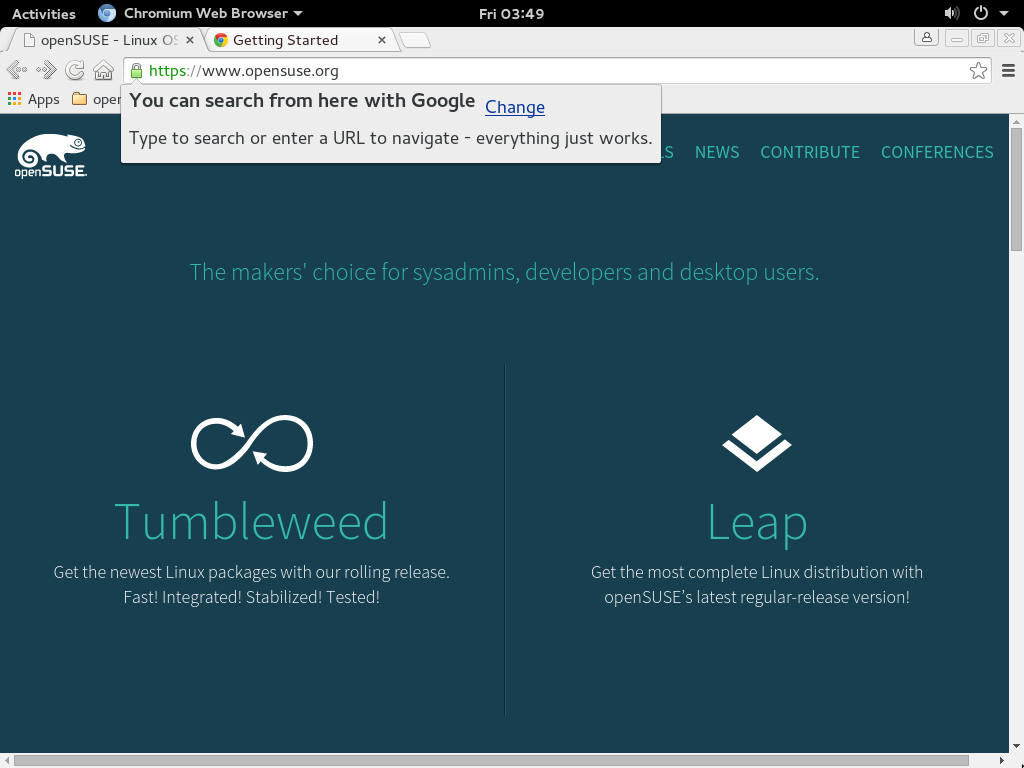 Activities Chromium Web Browser Fri 03:49
openSUSE - Linux OS Getting Started
https://www.opensuse.org
Apps open
You can search from here with Google Change
Type to search or enter a URL to navigate - everything just works.
openSUSE. LS NEWS CONTRIBUTE CONFERENCES
The makers' choice for sysadmins, developers and desktop users.
Tumbleweed
Get the newest Linux packages with our rolling release.
Fast! Integrated! Stabilized! Tested!
Leap
Get the most complete Linux distribution with
openSUSE’s latest regular-release version!